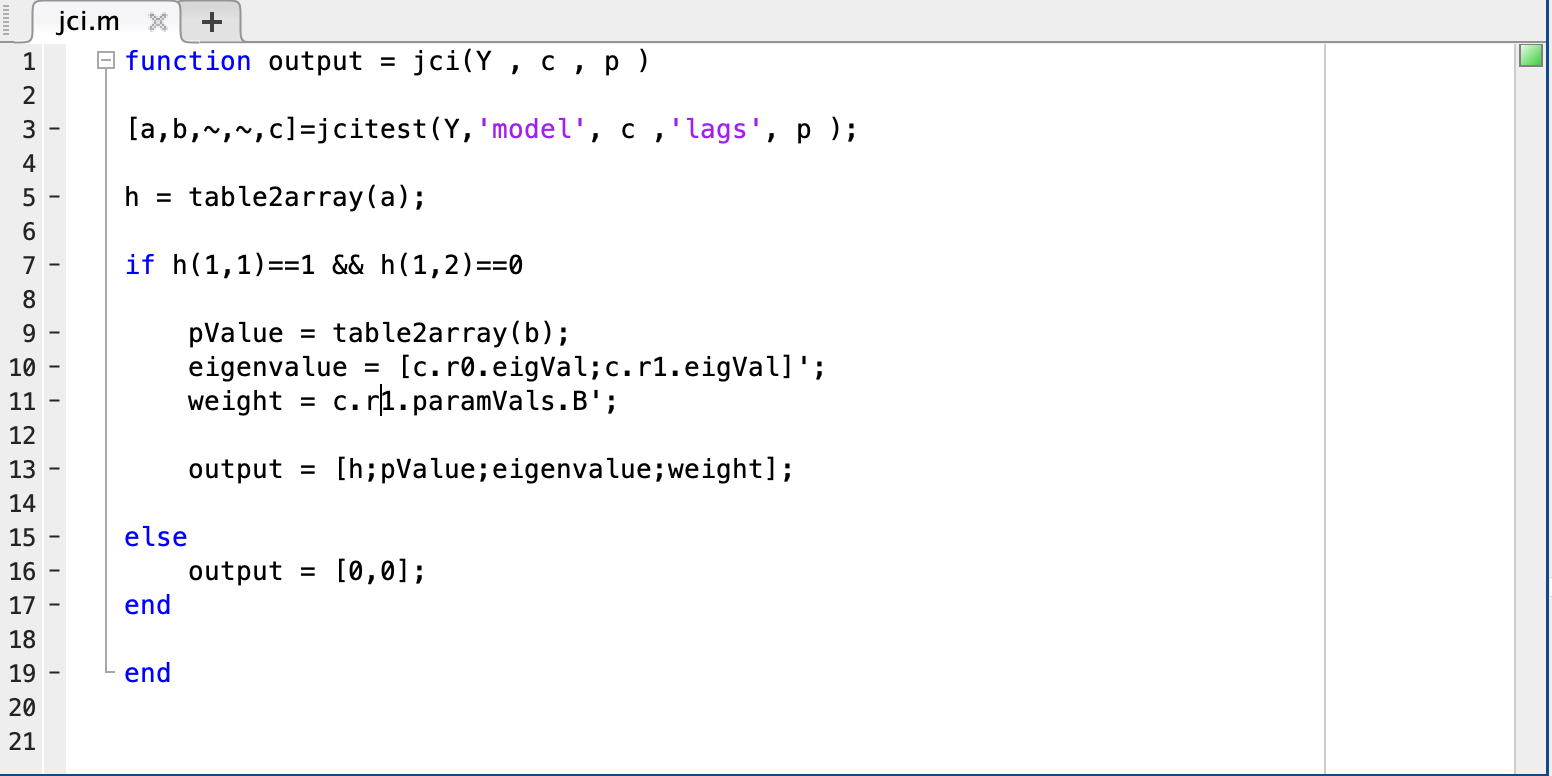 jci.m
1 function output = jci(Y , c , p )
2
3 - [a,b,~,~,c]=jcitest(Y,'model', c ,'lags', p );
4
5 - h = table2array(a);
6
7 - if h(1,1)==1 && h(1,2)==0
8
9 - pValue = table2array(b);
10 - eigenvalue = [c.r0.eigVal;c.r1.eigVal]';
11 - weight = c.r1.paramVals.B';
12
13 - output = [h;pValue;eigenvalue;weight];
14
15 - else
16 - output = [0,0];
17 - end
18
19 - end
20
21